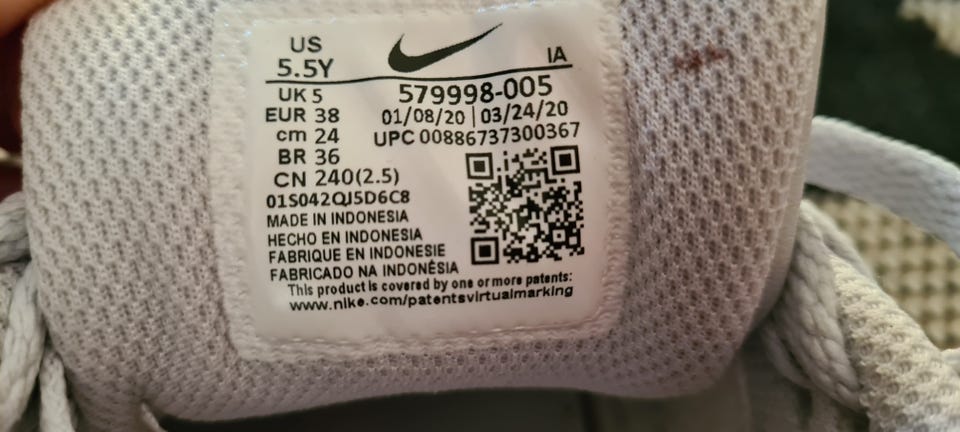 US
5.5Y
IA
UK 5
EUR 38
cm 24
BR 36
CN 240(2.5)
01S042QJ5D6C8
579998-005
01/08/20 | 03/24/20
UPC 00886737300367
MADE IN INDONESIA
HECHO EN INDONESIA
FABRIQUE EN INDONESIE
FABRICADO NA INDONÉSIA
This product is covered by one or more patents:
www.nike.com/patentsvirtualmarking